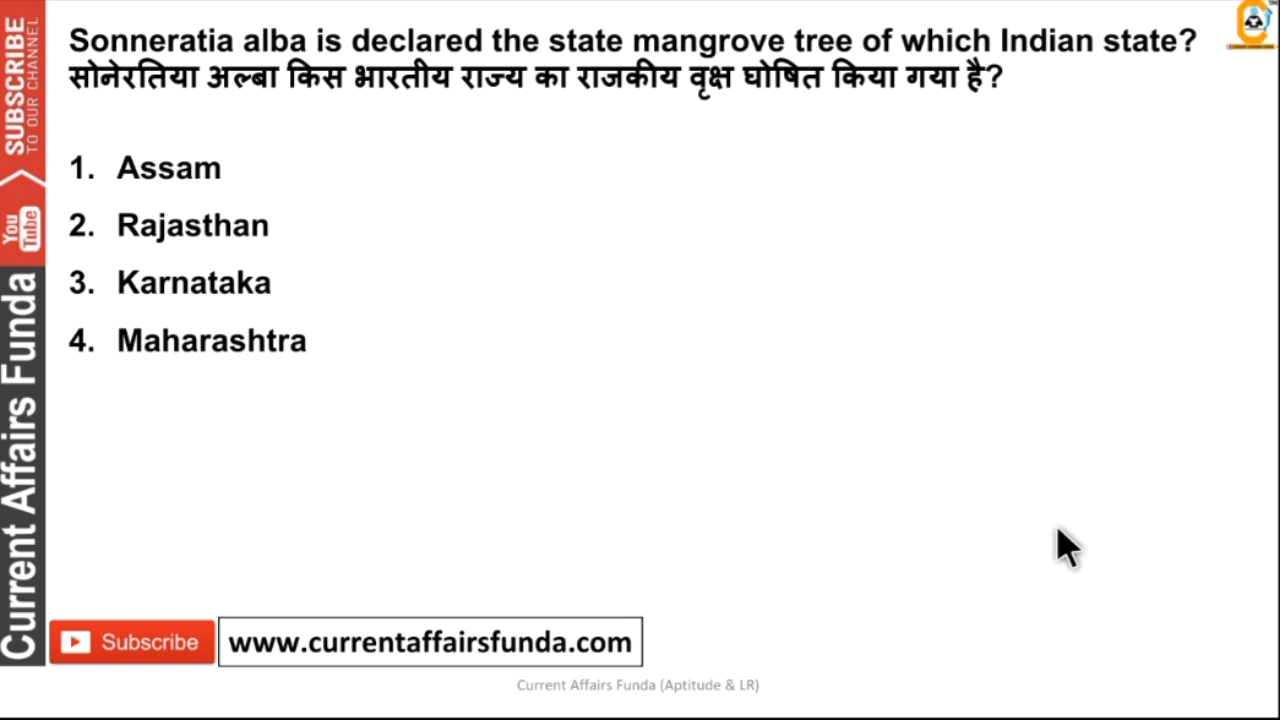 Sonneratia alba is declared the state mangrove tree of which Indian state?
सोनेरतिया अल्बा किस भारतीय राज्य का राजकीय वृक्ष घोषित किया गया है?
1. Assam
2. Rajasthan
3. Karnataka
4. Maharashtra
SUBSCRIBE
TO OUR CHANNEL
You
Tube
Current Affairs Funda
Subscribe
www.currentaffairsfunda.com
Current Affairs Funda (Aptitude & LR)